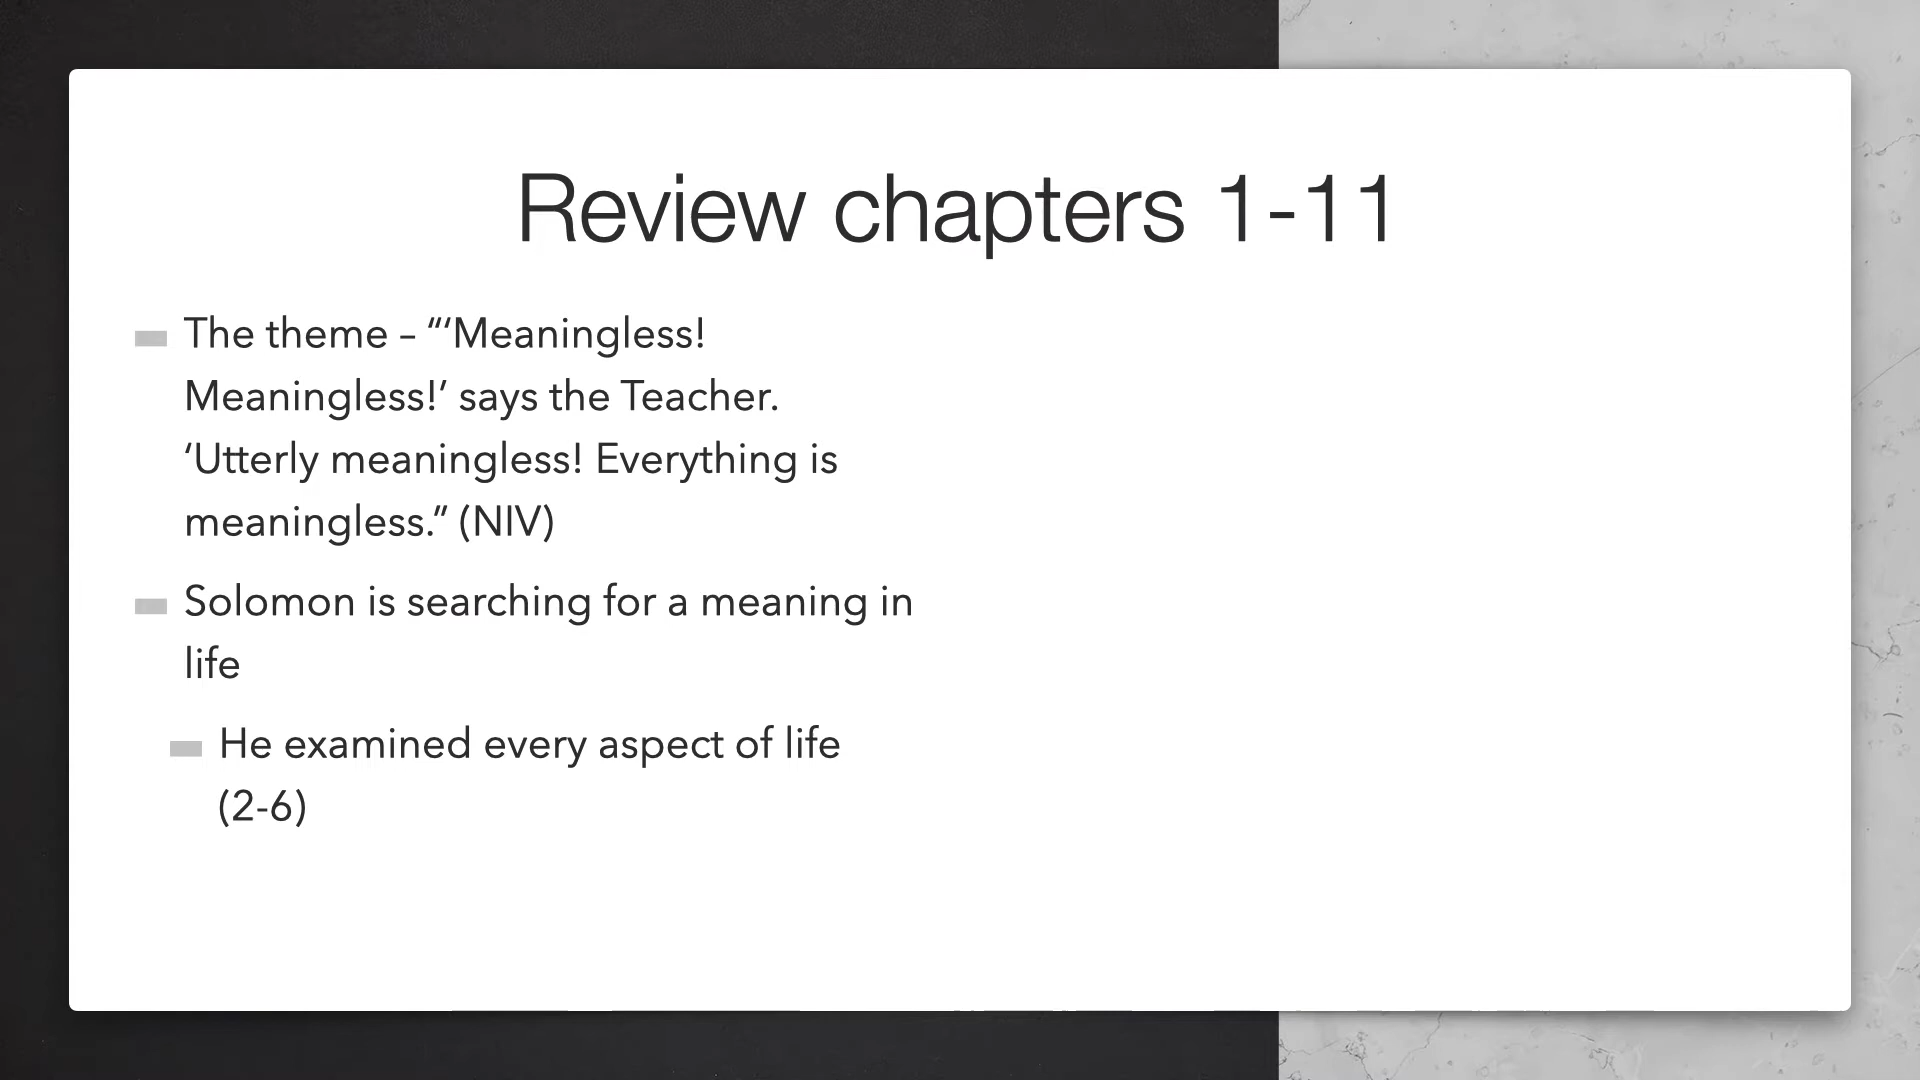 Review chapters 1-11
The theme – “‘Meaningless!
Meaningless!’ says the Teacher.
‘Utterly meaningless! Everything is
meaningless.” (NIV)
Solomon is searching for a meaning in
life
He examined every aspect of life
(2-6)